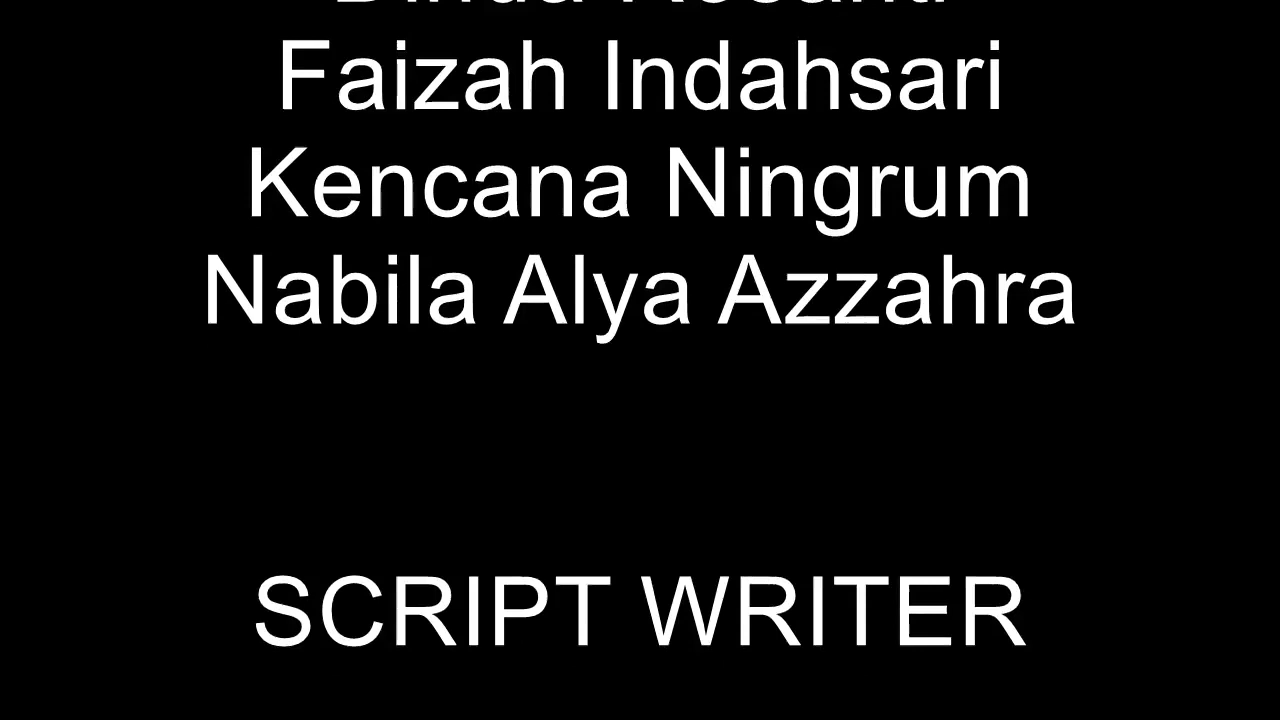 Faizah Indahsari
Kencana Ningrum
Nabila Alya Azzahra
SCRIPT WRITER